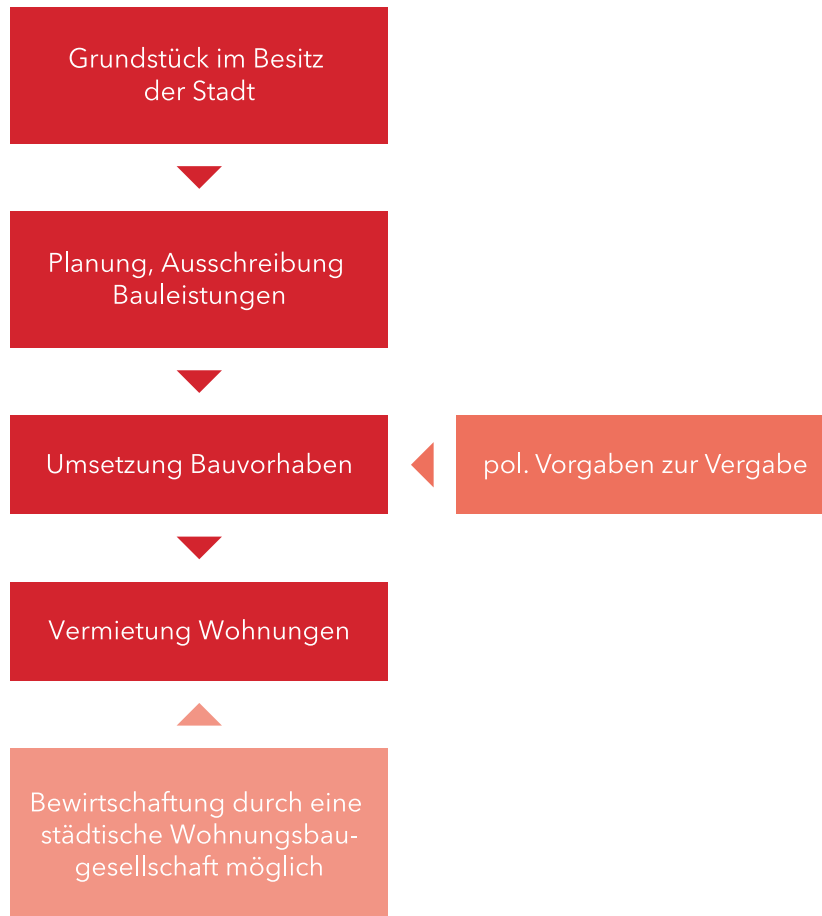 Grundstück im Besitz
der Stadt
Planung, Ausschreibung
Bauleistungen
Umsetzung Bauvorhaben
pol. Vorgaben zur Vergabe
Vermietung Wohnungen
Bewirtschaftung durch eine
städtische Wohnungsbau-
gesellschaft möglich